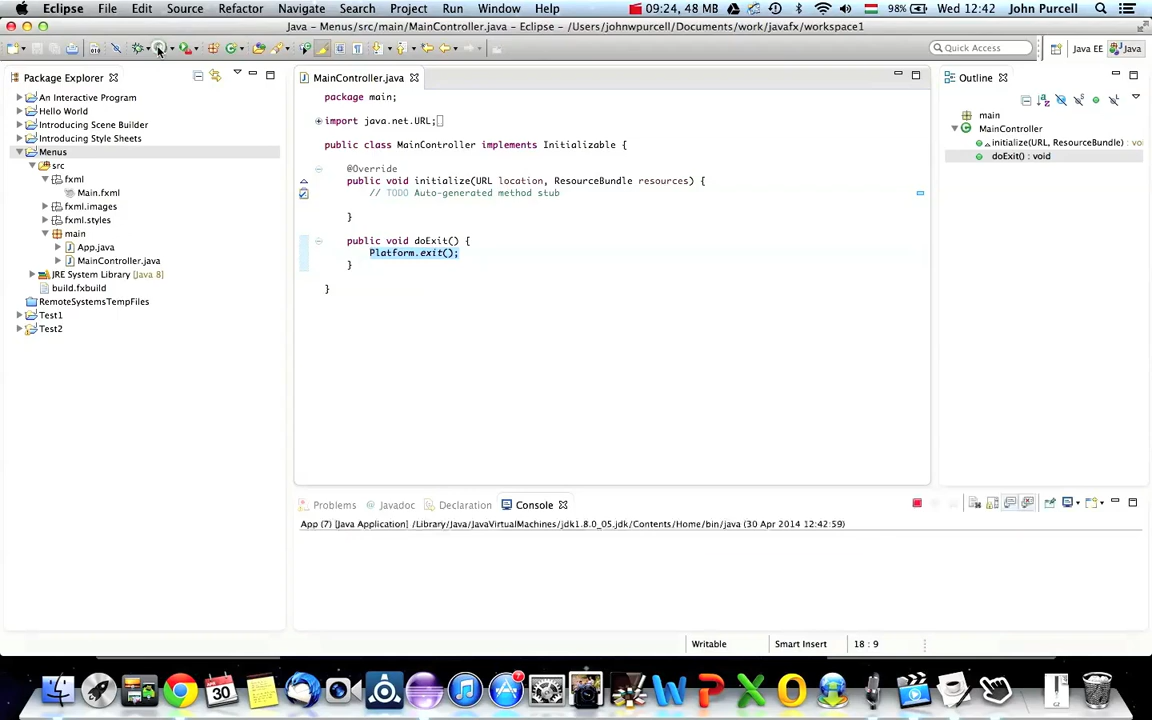 Eclipse File Edit Source Refactor Navigate Search Project Run Window Help 09:24, 48 MB 98% Wed 12:42 John Purcell
Java - Menus/src/main/MainController.java - Eclipse - /Users/johnwpurcell/Documents/work/javafx/workspace1
Quick Access Java EE Java
Package Explorer
An Interactive Program
Hello World
Introducing Scene Builder
Introducing Style Sheets
Menus
src
fxml
Main.fxml
fxml.images
fxml.styles
main
App.java
MainController.java
JRE System Library [Java 8]
build.fxbuild
RemoteSystemsTempFiles
Test1
Test2
MainController.java
package main;
import java.net.URL;
public class MainController implements Initializable {
@Override
public void initialize(URL location, ResourceBundle resources) {
// TODO Auto-generated method stub
}
public void doExit() {
Platform.exit();
}
}
Outline
main
MainController
initialize(URL, ResourceBundle) : vo
doExit() : void
Problems @ Javadoc Declaration Console
App (7) [Java Application] /Library/Java/JavaVirtualMachines/jdk1.8.0_05.jdk/Contents/Home/bin/java (30 Apr 2014 12:42:59)
Writable Smart Insert 18 : 9